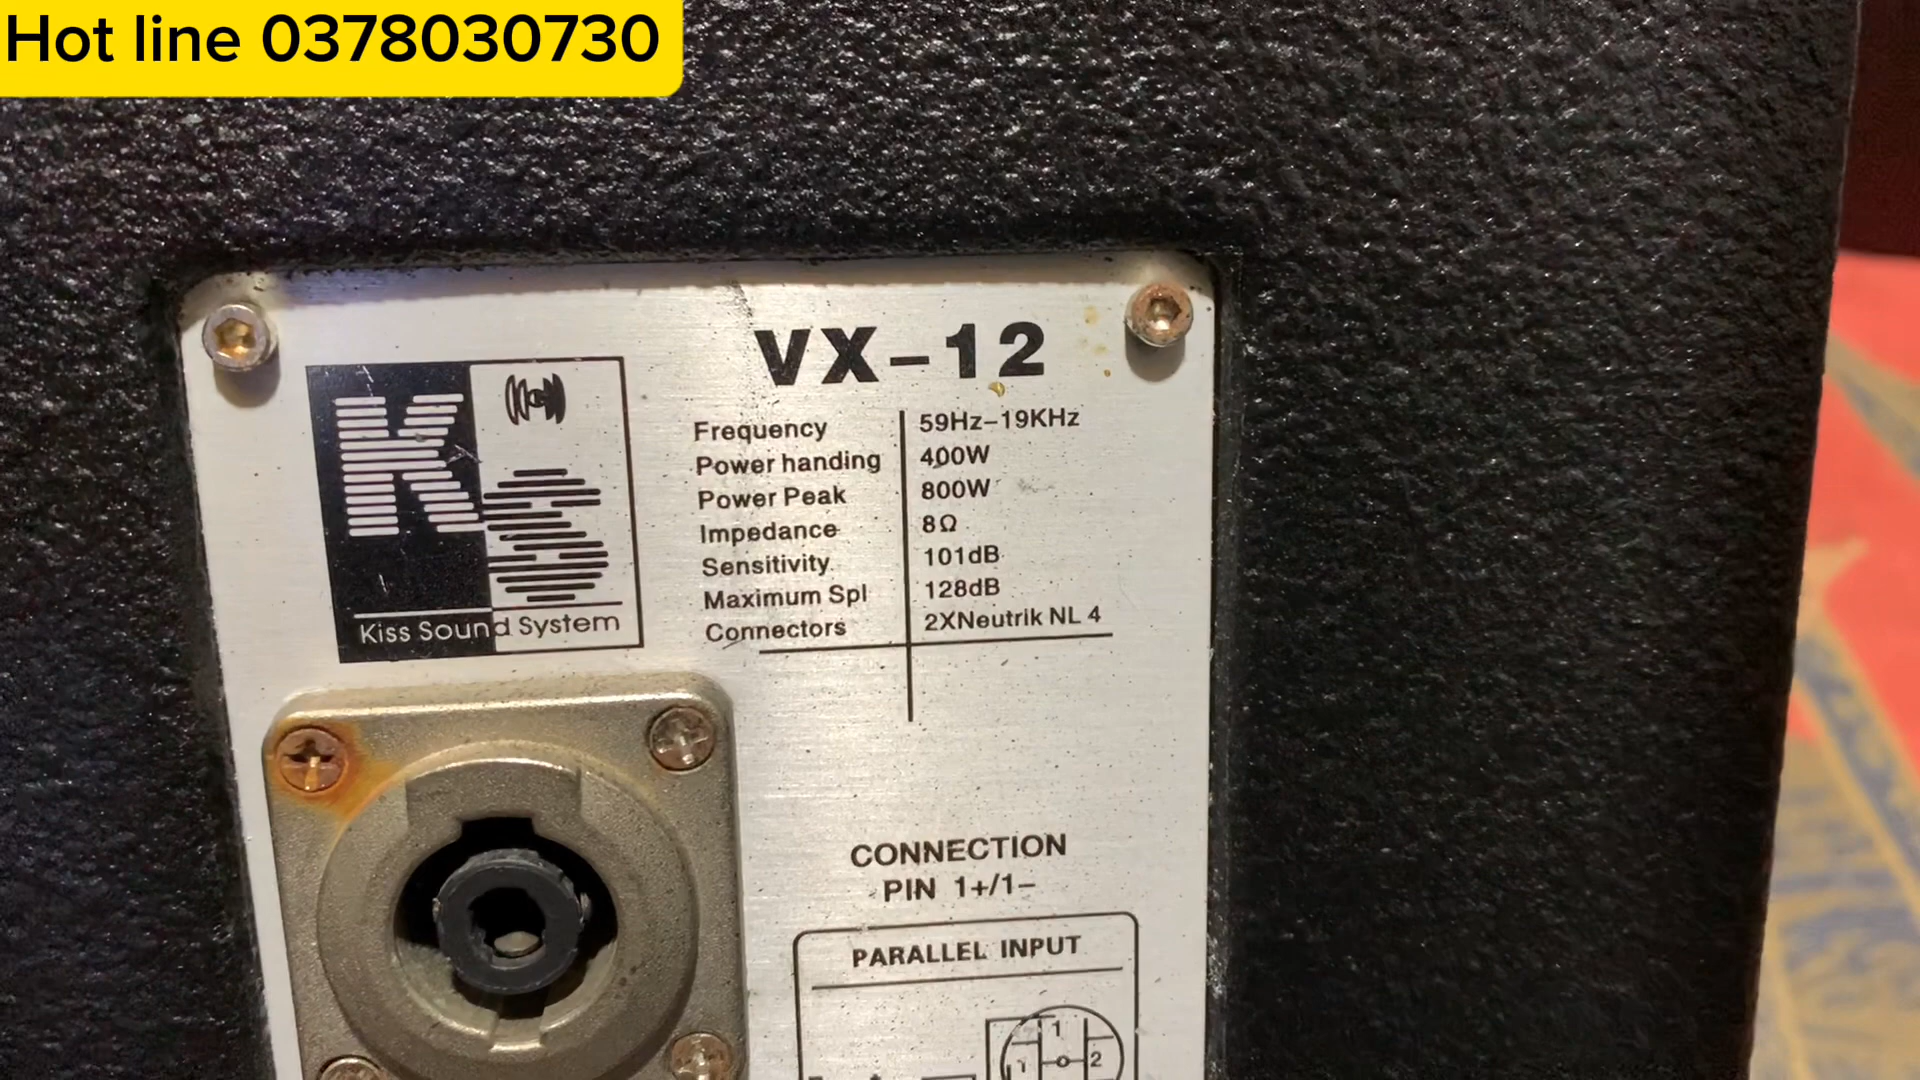 Hot line 0378030730
VX-12
KS
Kiss Sound System
Frequency 59Hz-19KHz
Power handing 400W
Power Peak 800W
Impedance 8Ω
Sensitivity 101dB
Maximum Spl 128dB
Connectors 2XNeutrik NL 4
CONNECTION
PIN 1+/1-
PARALLEL INPUT
1
1 2